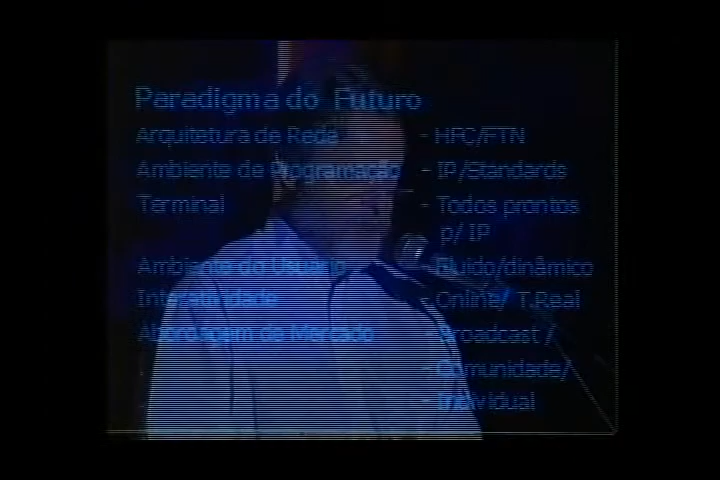 Paradigma do Futuro
Arquitetura de Rede - HFC/FTN
Ambiente de Programação - IP/Standards
Terminal - Todos prontos
p/ IP
Ambiente do Usuário - Fluido/dinâmico
Interatividade - Online/ T.Real
Abordagem de Mercado - Broadcast /
- Comunidade/
- Individual